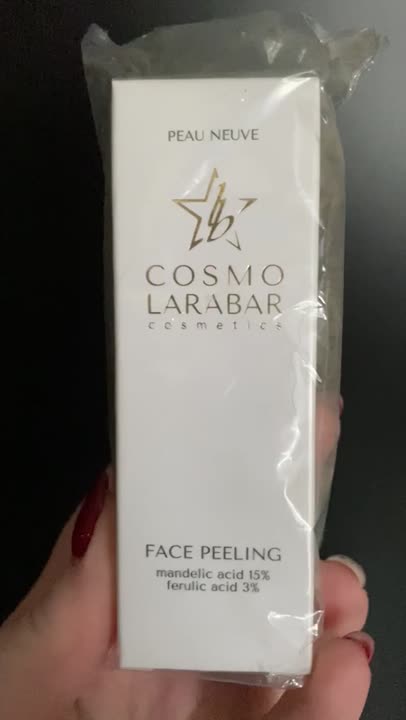 PEAU NEUVE
COSMO
LARABAR
cosmetics
FACE PEELING
mandelic acid 15%
ferulic acid 3%